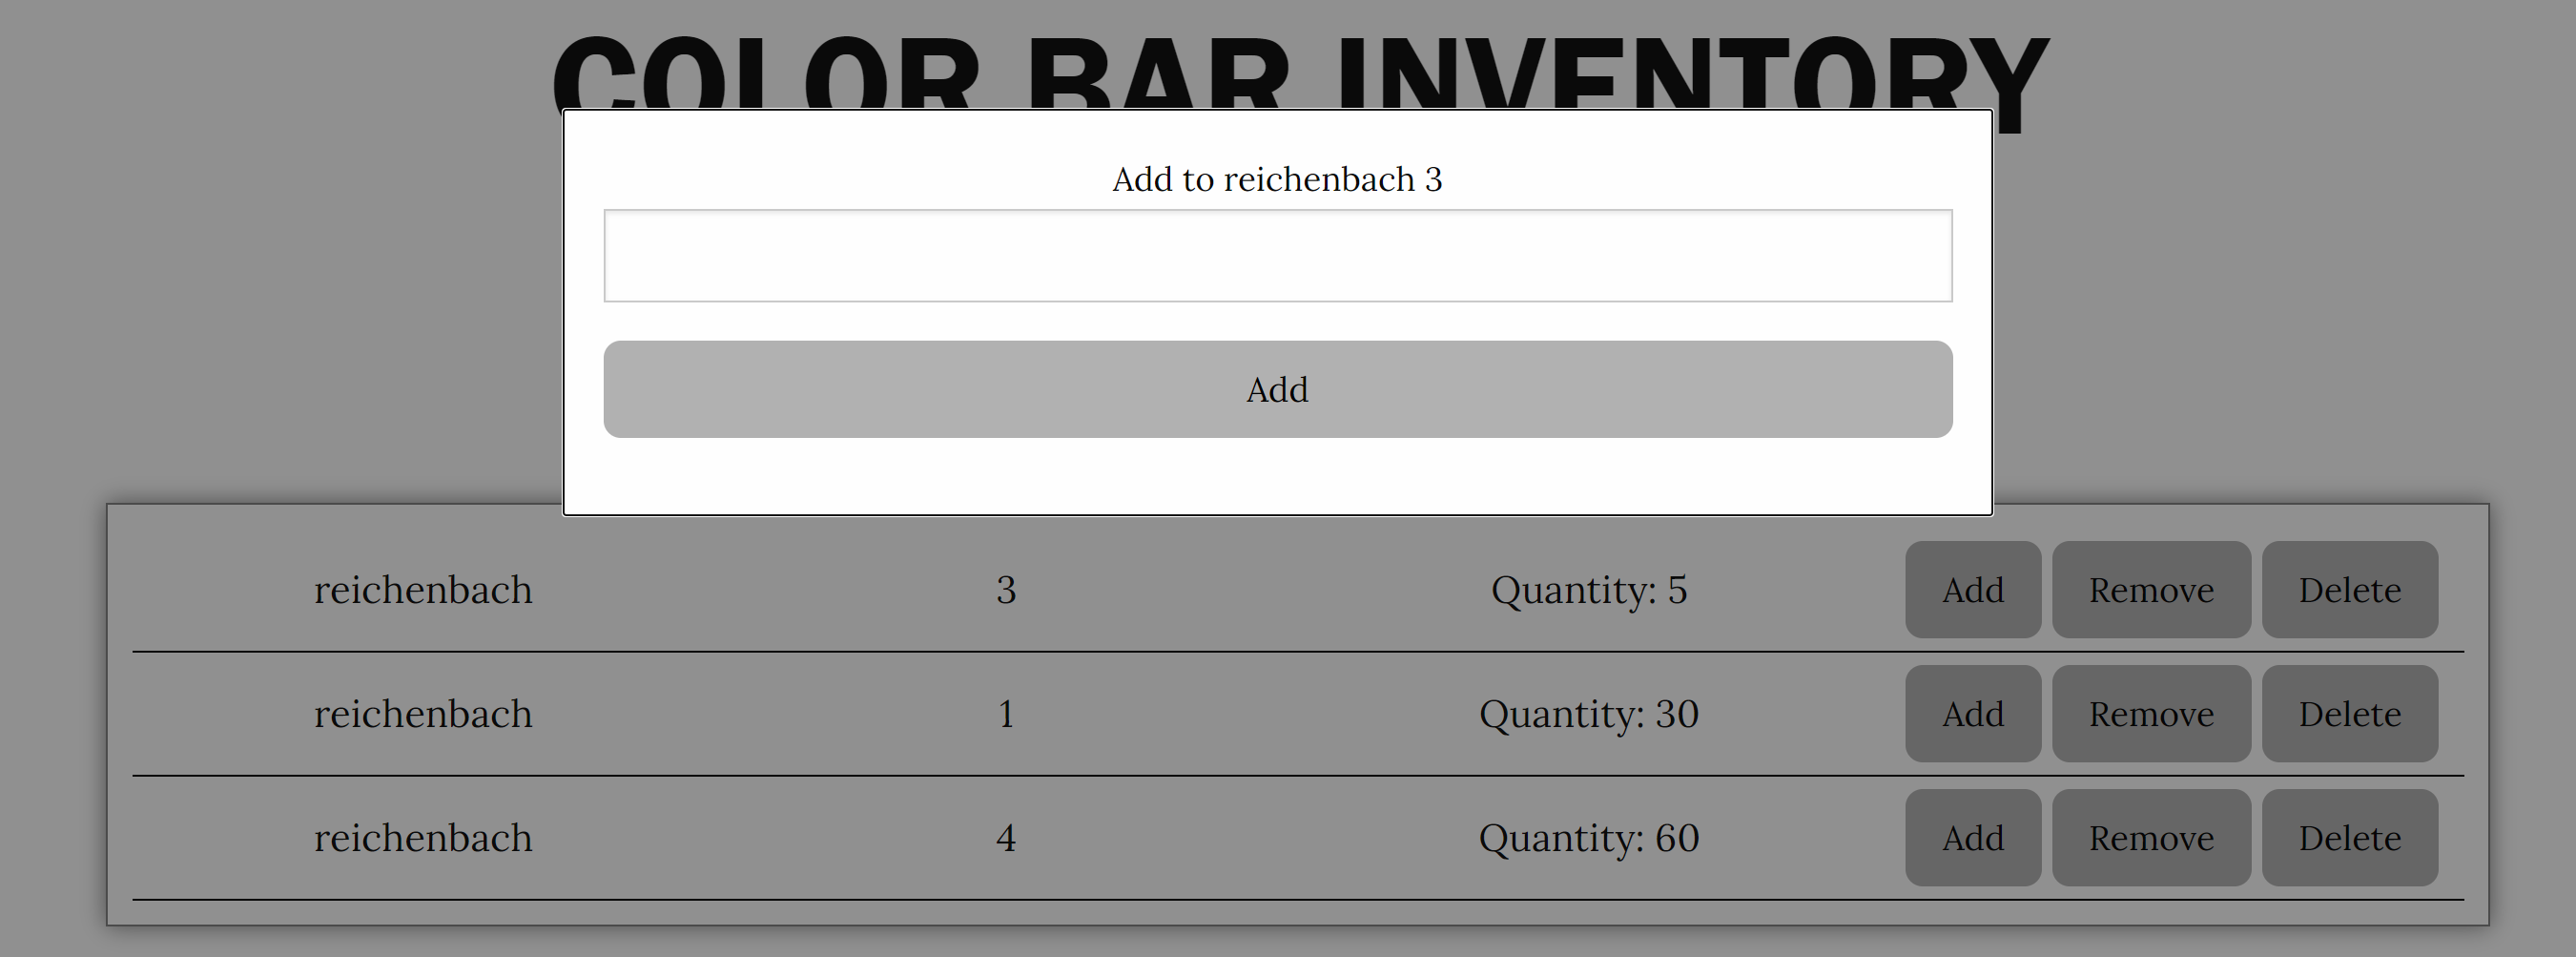 COLOR BAR INVENTORY
Add to reichenbach 3
Add
reichenbach 3 Quantity: 5 Add Remove Delete
reichenbach 1 Quantity: 30 Add Remove Delete
reichenbach 4 Quantity: 60 Add Remove Delete